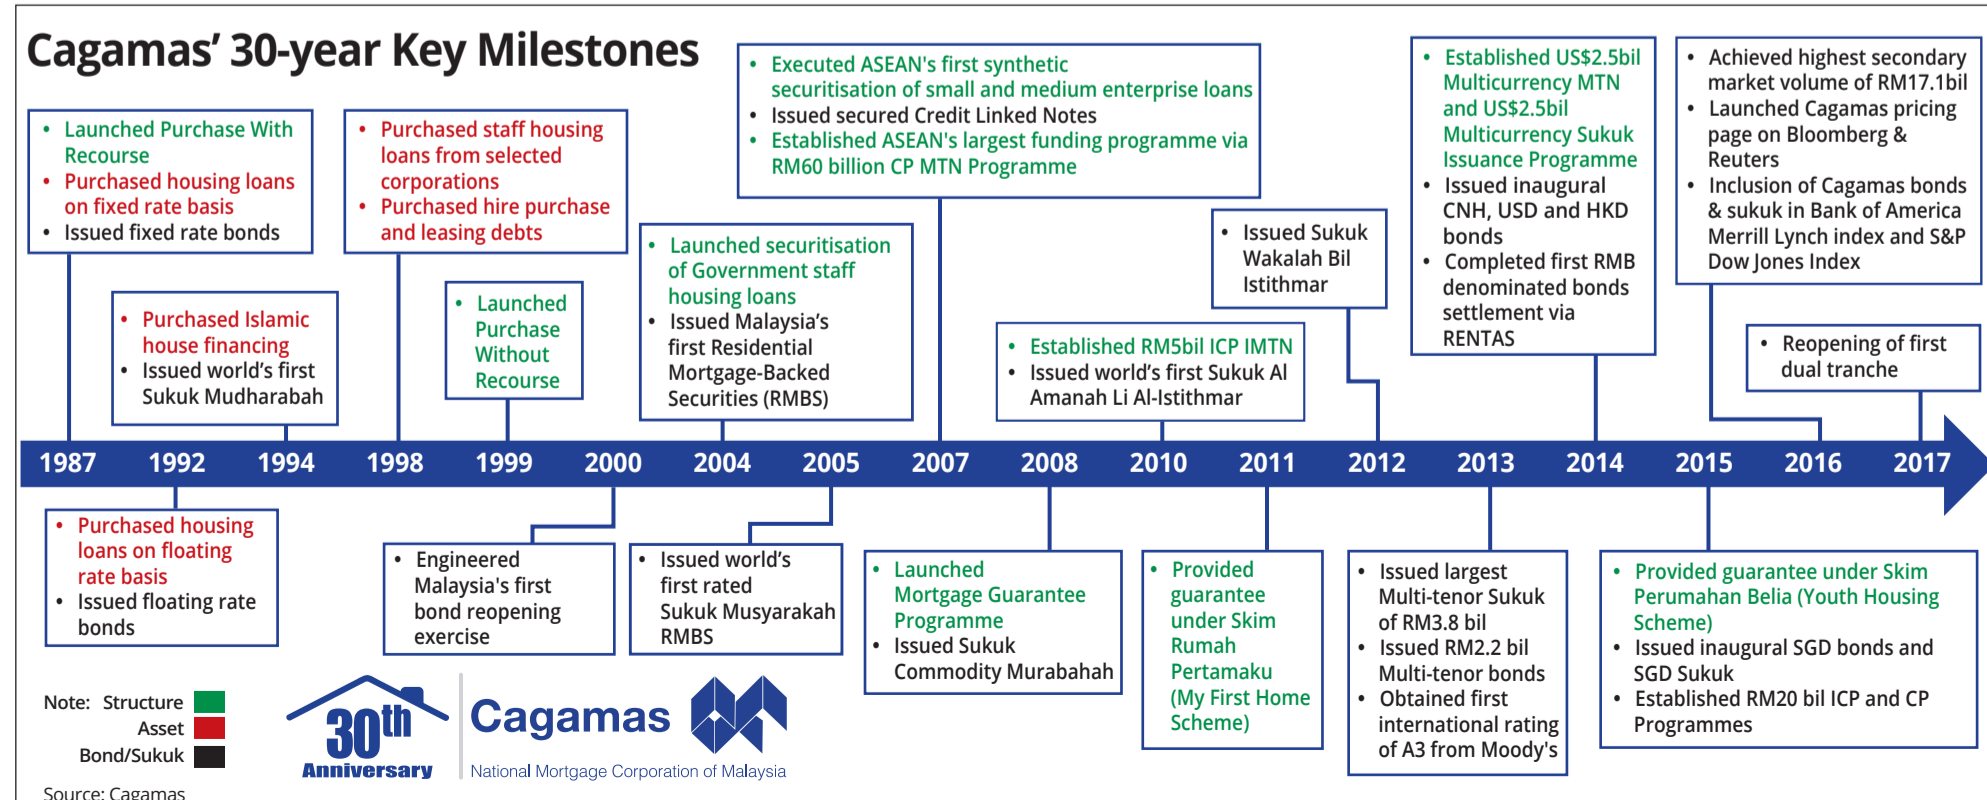 Cagamas’ 30-year Key Milestones
• Launched Purchase With
Recourse
• Purchased housing loans
on fixed rate basis
• Issued fixed rate bonds
• Purchased Islamic
house financing
• Issued world’s first
Sukuk Mudharabah
• Purchased staff housing
loans from selected
corporations
• Purchased hire purchase
and leasing debts
• Launched
Purchase
Without
Recourse
• Launched securitisation
of Government staff
housing loans
• Issued Malaysia’s
first Residential
Mortgage-Backed
Securities (RMBS)
• Executed ASEAN's first synthetic
securitisation of small and medium enterprise loans
• Issued secured Credit Linked Notes
• Established ASEAN's largest funding programme via
RM60 billion CP MTN Programme
• Established RM5bil ICP IMTN
• Issued world’s first Sukuk Al
Amanah Li Al-Istithmar
• Issued Sukuk
Wakalah Bil
Istithmar
• Established US$2.5bil
Multicurrency MTN
and US$2.5bil
Multicurrency Sukuk
Issuance Programme
• Issued inaugural
CNH, USD and HKD
bonds
• Completed first RMB
denominated bonds
settlement via
RENTAS
• Achieved highest secondary
market volume of RM17.1bil
• Launched Cagamas pricing
page on Bloomberg &
Reuters
• Inclusion of Cagamas bonds
& sukuk in Bank of America
Merrill Lynch index and S&P
Dow Jones Index
• Reopening of first
dual tranche
1987 1992 1994 1998 1999 2000 2004 2005 2007 2008 2010 2011 2012 2013 2014 2015 2016 2017
• Purchased housing
loans on floating
rate basis
• Issued floating rate
bonds
• Engineered
Malaysia's first
bond reopening
exercise
• Issued world’s
first rated
Sukuk Musyarakah
RMBS
• Launched
Mortgage Guarantee
Programme
• Issued Sukuk
Commodity Murabahah
• Provided
guarantee
under Skim
Rumah
Pertamaku
(My First Home
Scheme)
• Issued largest
Multi-tenor Sukuk
of RM3.8 bil
• Issued RM2.2 bil
Multi-tenor bonds
• Obtained first
international rating
of A3 from Moody's
• Provided guarantee under Skim
Perumahan Belia (Youth Housing
Scheme)
• Issued inaugural SGD bonds and
SGD Sukuk
• Established RM20 bil ICP and CP
Programmes
Note: Structure
Asset
Bond/Sukuk
Source: Cagamas
30th
Anniversary
Cagamas
National Mortgage Corporation of Malaysia